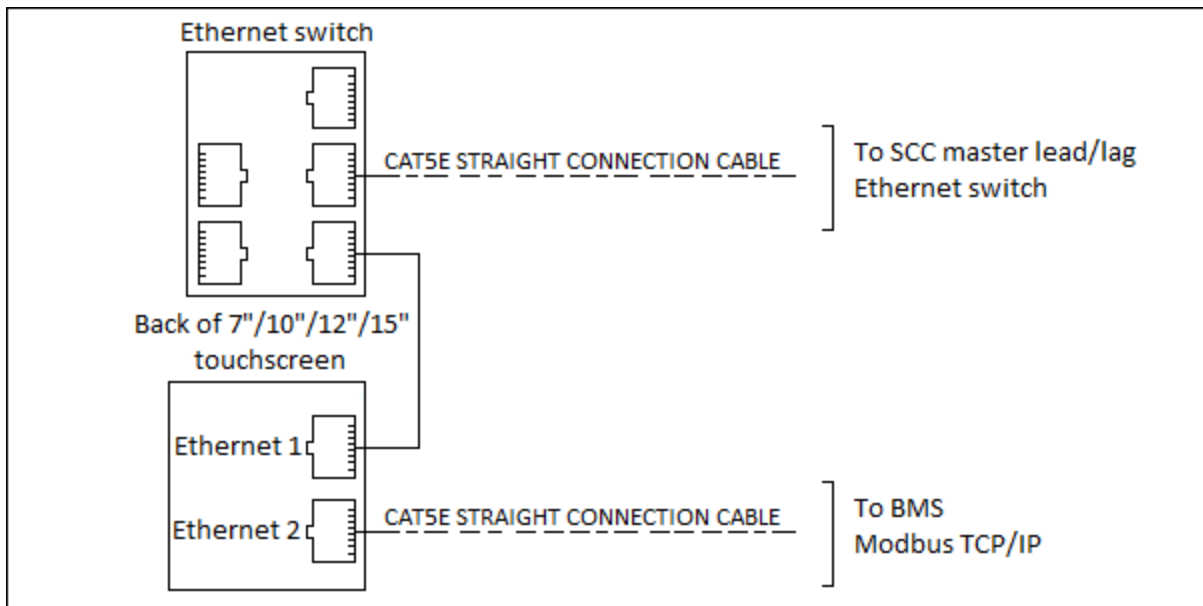 Ethernet switch
CAT5E STRAIGHT CONNECTION CABLE
To SCC master lead/lag
Ethernet switch
Back of 7"/10"/12"/15"
touchscreen
Ethernet 1
Ethernet 2
CAT5E STRAIGHT CONNECTION CABLE
To BMS
Modbus TCP/IP